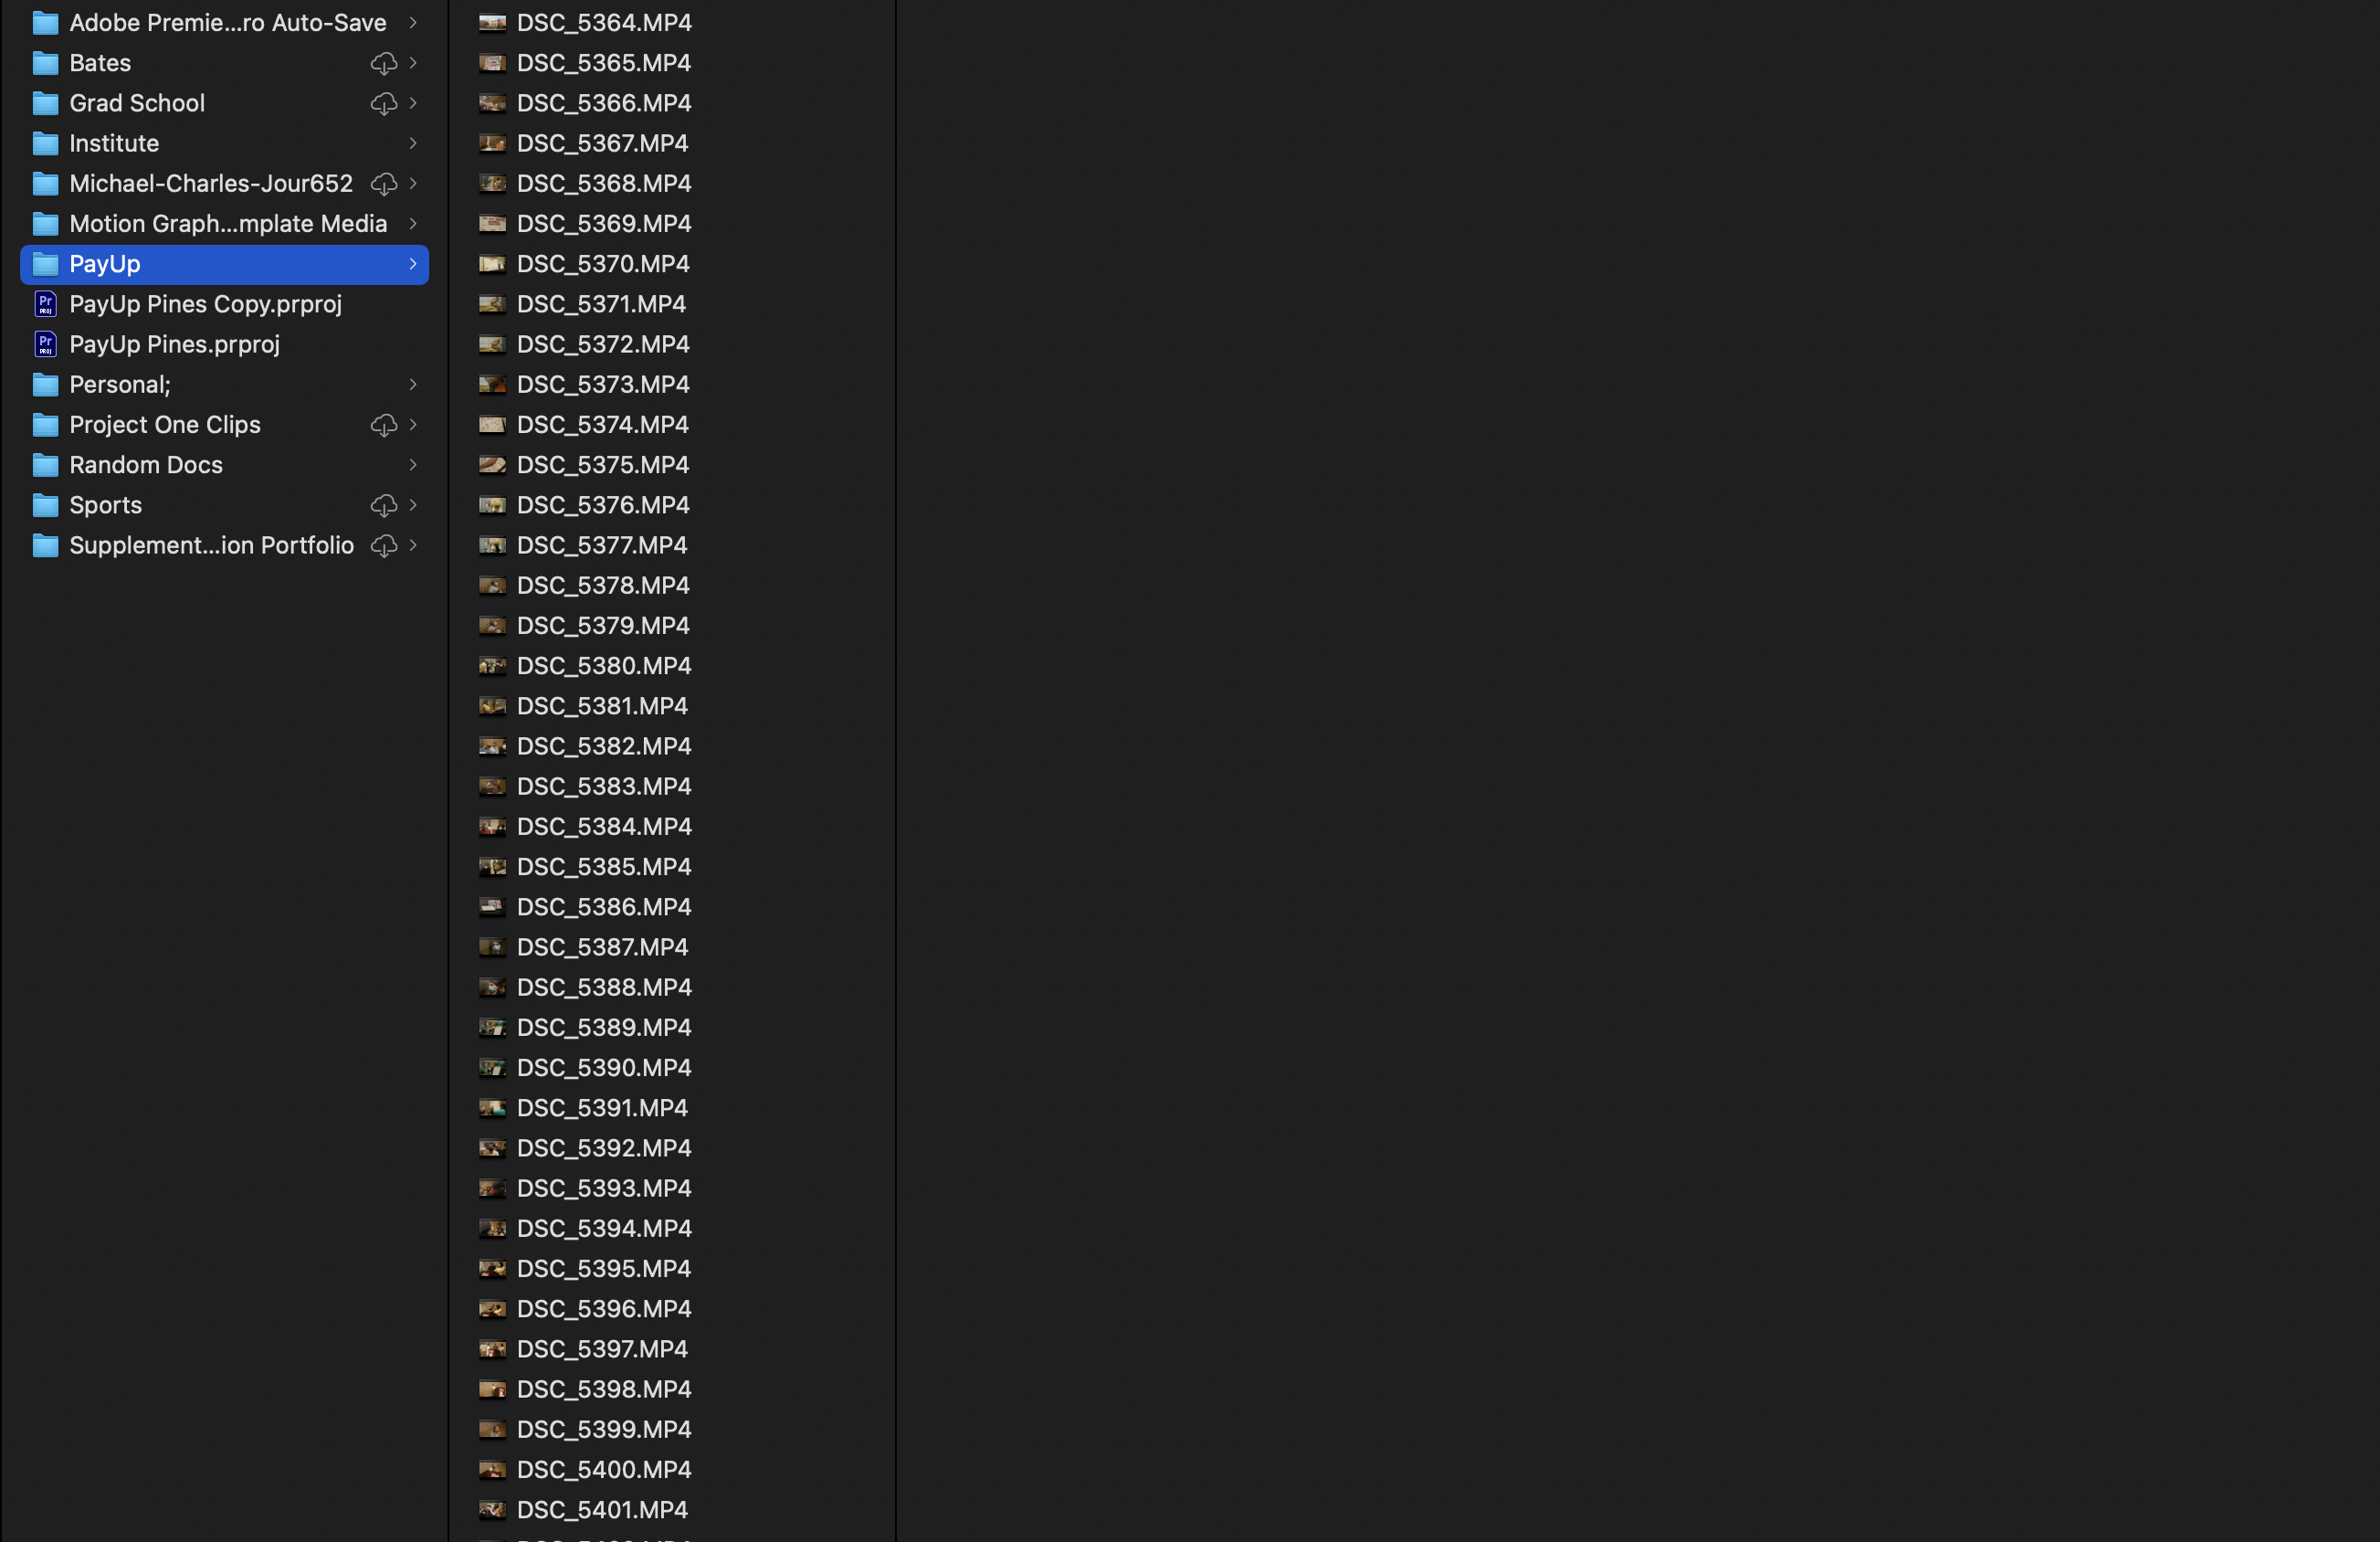 Adobe Premie...ro Auto-Save
Bates
Grad School
Institute
Michael-Charles-Jour652
Motion Graph...mplate Media
PayUp
Pr
PROJ
PayUp Pines Copy.prproj
Pr
PROJ
PayUp Pines.prproj
Personal;
Project One Clips
Random Docs
Sports
Supplement...ion Portfolio
DSC_5364.MP4
DSC_5365.MP4
DSC_5366.MP4
DSC_5367.MP4
DSC_5368.MP4
DSC_5369.MP4
DSC_5370.MP4
DSC_5371.MP4
DSC_5372.MP4
DSC_5373.MP4
DSC_5374.MP4
DSC_5375.MP4
DSC_5376.MP4
DSC_5377.MP4
DSC_5378.MP4
DSC_5379.MP4
DSC_5380.MP4
DSC_5381.MP4
DSC_5382.MP4
DSC_5383.MP4
DSC_5384.MP4
DSC_5385.MP4
DSC_5386.MP4
DSC_5387.MP4
DSC_5388.MP4
DSC_5389.MP4
DSC_5390.MP4
DSC_5391.MP4
DSC_5392.MP4
DSC_5393.MP4
DSC_5394.MP4
DSC_5395.MP4
DSC_5396.MP4
DSC_5397.MP4
DSC_5398.MP4
DSC_5399.MP4
DSC_5400.MP4
DSC_5401.MP4